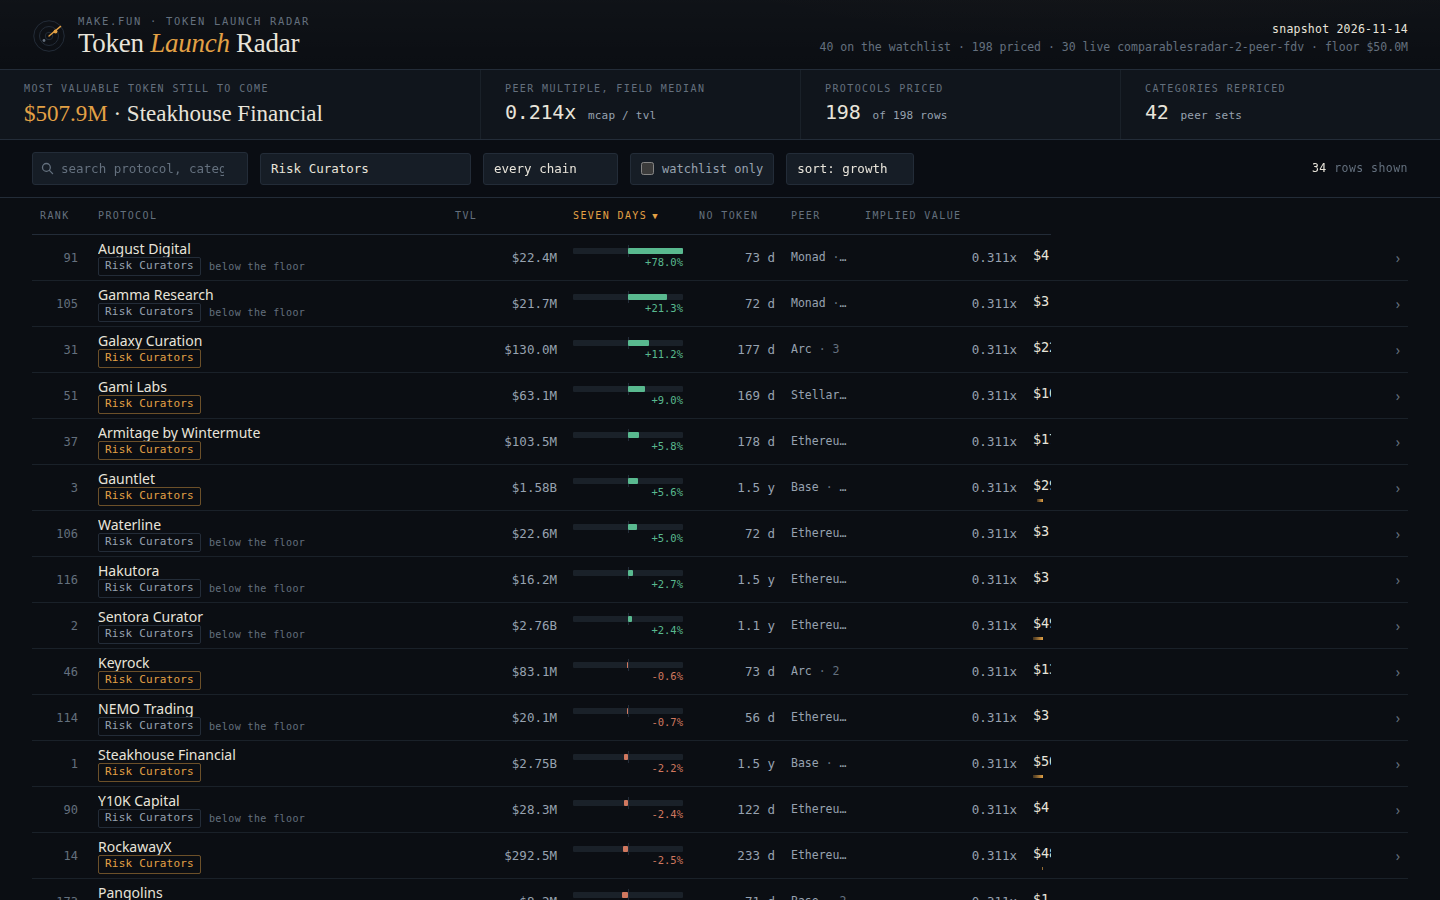 MAKE.FUN · TOKEN LAUNCH RADAR
Token Launch Radar
snapshot 2026-11-14
40 on the watchlist · 198 priced · 30 live comparablesradar-2-peer-fdv · floor $50.0M
MOST VALUABLE TOKEN STILL TO COME
$507.9M · Steakhouse Financial
PEER MULTIPLE, FIELD MEDIAN
0.214x mcap / tvl
PROTOCOLS PRICED
198 of 198 rows
CATEGORIES REPRICED
42 peer sets
search protocol, categ
Risk Curators
every chain
watchlist only
sort: growth
34 rows shown
RANK PROTOCOL TVL SEVEN DAYS ▼ NO TOKEN PEER IMPLIED VALUE
91 August Digital $22.4M 73 d Monad ·… 0.311x $4 ›
Risk Curators below the floor +78.0%
105 Gamma Research $21.7M 72 d Monad ·… 0.311x $3 ›
Risk Curators below the floor +21.3%
31 Galaxy Curation $130.0M 177 d Arc · 3 0.311x $2 ›
Risk Curators +11.2%
51 Gami Labs $63.1M 169 d Stellar… 0.311x $1 ›
Risk Curators +9.0%
37 Armitage by Wintermute $103.5M 178 d Ethereu… 0.311x $1 ›
Risk Curators +5.8%
3 Gauntlet $1.58B 1.5 y Base · … 0.311x $2 ›
Risk Curators +5.6%
106 Waterline $22.6M 72 d Ethereu… 0.311x $3 ›
Risk Curators below the floor +5.0%
116 Hakutora $16.2M 1.5 y Ethereu… 0.311x $3 ›
Risk Curators below the floor +2.7%
2 Sentora Curator $2.76B 1.1 y Ethereu… 0.311x $4 ›
Risk Curators below the floor +2.4%
46 Keyrock $83.1M 73 d Arc · 2 0.311x $1 ›
Risk Curators -0.6%
114 NEMO Trading $20.1M 56 d Ethereu… 0.311x $3 ›
Risk Curators below the floor -0.7%
1 Steakhouse Financial $2.75B 1.5 y Base · … 0.311x $5 ›
Risk Curators -2.2%
90 Y10K Capital $28.3M 122 d Ethereu… 0.311x $4 ›
Risk Curators below the floor -2.4%
14 RockawayX $292.5M 233 d Ethereu… 0.311x $4 ›
Risk Curators -2.5%
Pangolins